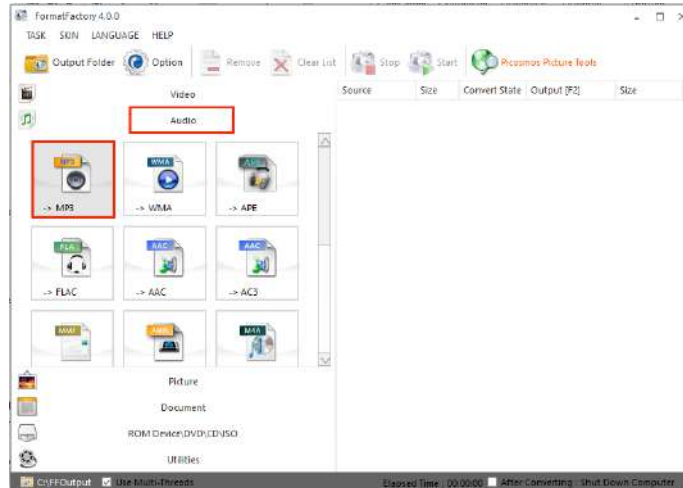 FormatFactory 4.0.0
TASK SKIN LANGUAGE HELP
Output Folder Option Remove Clear List Stop Start Picosmos Picture Tools
Video
Source Size Convert State Output [F2] Size
Audio
MP3 WMA APE
-> MP3 -> WMA -> APE
FLA AAC AAC
-> FLAC -> AAC -> AC3
MMF AMR M4A
Picture
Document
ROM Device\DVD\CD\ISO
Utilities
C:\FFOutput Use Multi-Threads Elapsed Time : 00:00:00 After Converting : Shut Down Computer